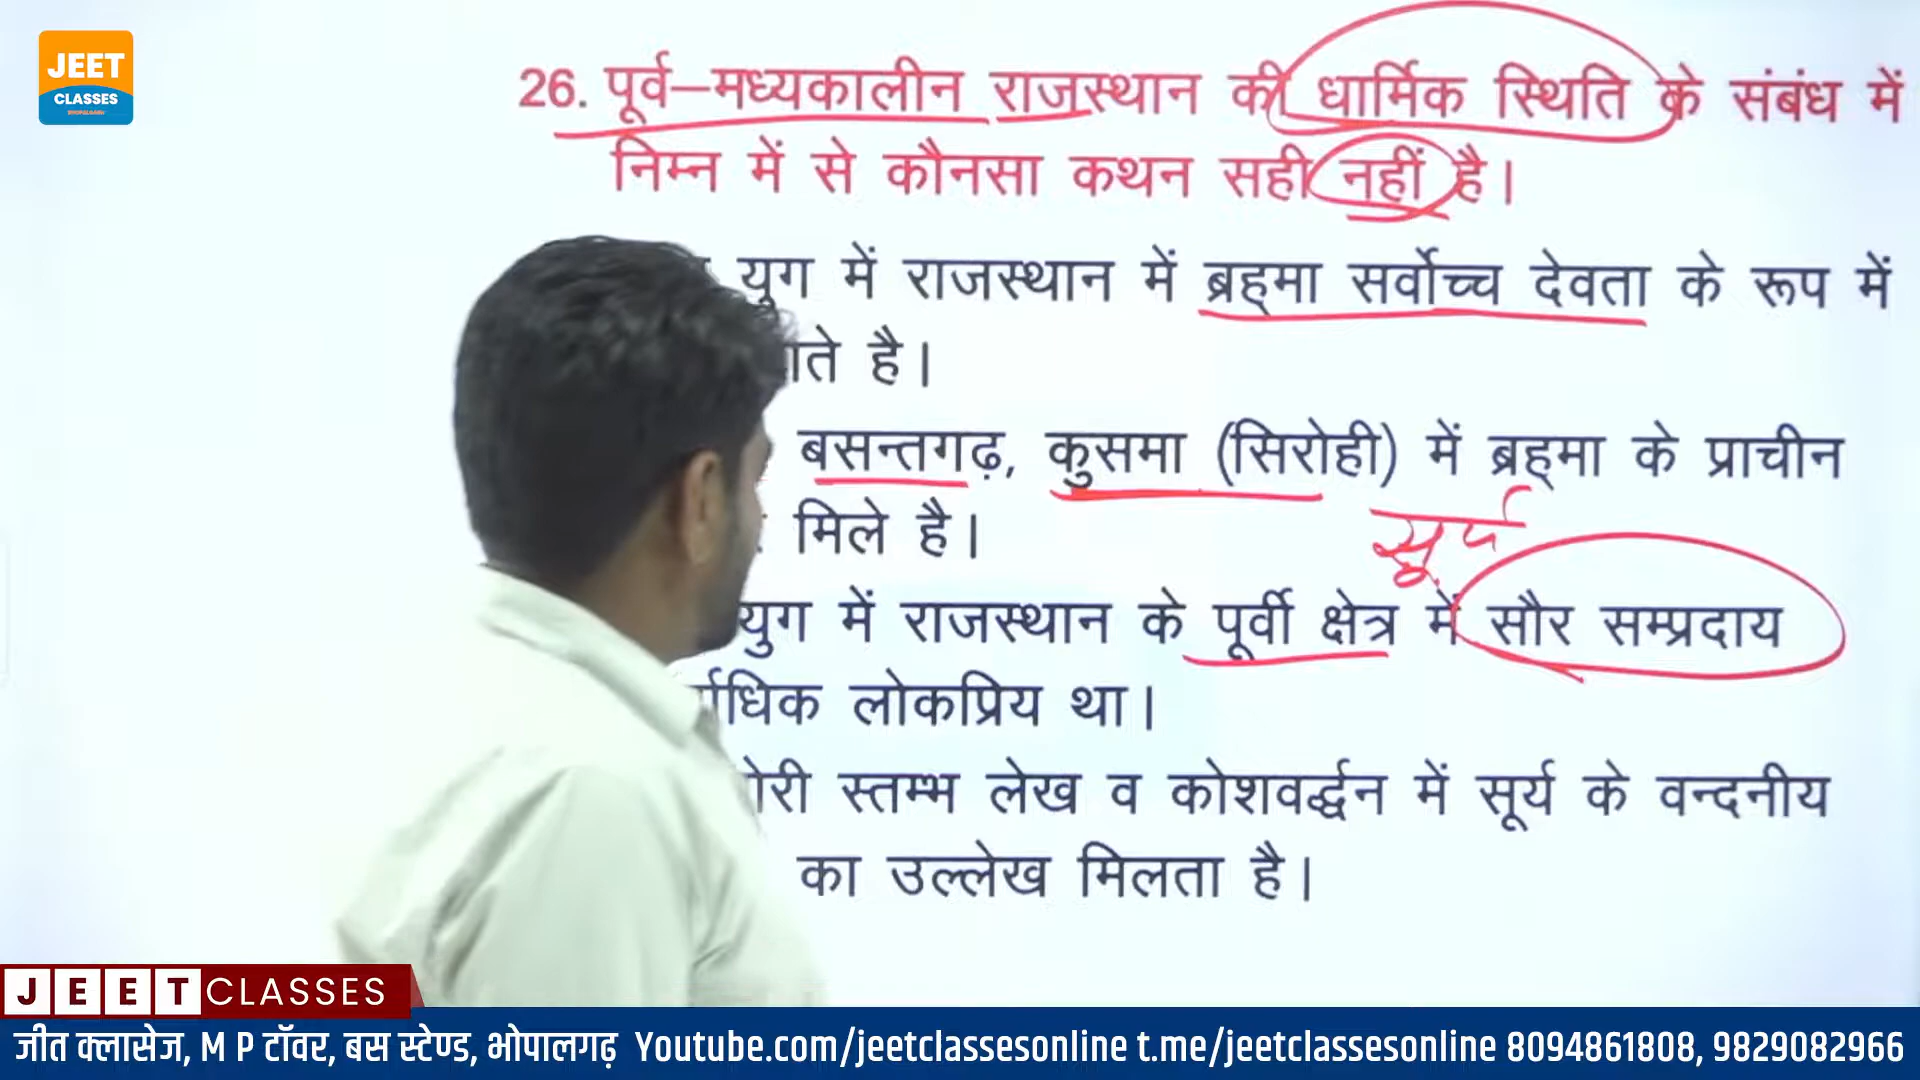 JEET
CLASSES
26. पूर्व–मध्यकालीन राजस्थान की धार्मिक स्थिति के संबंध में
निम्न में से कौनसा कथन सही नहीं है।
युग में राजस्थान में ब्रह्मा सर्वोच्च देवता के रूप में
है।
बसन्तगढ़, कुसमा (सिरोही) में ब्रह्मा के प्राचीन
मिले है।
सूर्य
युग में राजस्थान के पूर्वी क्षेत्र में सौर सम्प्रदाय
लोकप्रिय था।
स्तम्भ लेख व कोशवर्द्धन में सूर्य के वन्दनीय
का उल्लेख मिलता है।
JEET CLASSES
जीत क्लासेज, M P टॉवर, बस स्टेण्ड, भोपालगढ़ Youtube.com/jeetclassesonline t.me/jeetclassesonline 8094861808, 9829082966